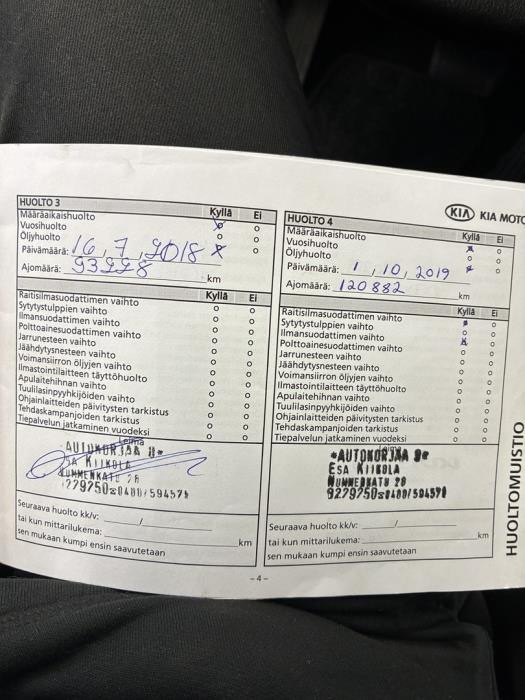 HUOLTO 3
Kyllä Ei
Määräaikaishuolto
Vuosihuolto
Öljyhuolto
Päivämäärä: 16, 7, 2018
Ajomäärä: 93228 km
Kyllä Ei
Raitisilmasuodattimen vaihto
Sytytystulppien vaihto
Ilmansuodattimen vaihto
Polttoainesuodattimen vaihto
Jarrunesteen vaihto
Jäähdytysnesteen vaihto
Voimansiirron öljyjen vaihto
Ilmastointilaitteen täyttöhuolto
Apulaitehihnan vaihto
Tuulilasinpyyhkijöiden vaihto
Ohjainlaitteiden päivitysten tarkistus
Tehdaskampanjoiden tarkistus
Tiepalvelun jatkaminen vuodeksi
Leima
Seuraava huolto kk/v: /
tai kun mittarilukema: km
sen mukaan kumpi ensin saavutetaan
KIA KIA MOTO
HUOLTO 4
Kyllä Ei
Määräaikaishuolto
Vuosihuolto
Öljyhuolto
Päivämäärä: 1, 10, 2019
Ajomäärä: 120882 km
Kyllä Ei
Raitisilmasuodattimen vaihto
Sytytystulppien vaihto
Ilmansuodattimen vaihto
Polttoainesuodattimen vaihto
Jarrunesteen vaihto
Jäähdytysnesteen vaihto
Voimansiirron öljyjen vaihto
Ilmastointilaitteen täyttöhuolto
Apulaitehihnan vaihto
Tuulilasinpyyhkijöiden vaihto
Ohjainlaitteiden päivitysten tarkistus
Tehdaskampanjoiden tarkistus
Tiepalvelun jatkaminen vuodeksi
ESA KIIKOLA
Seuraava huolto kk/v: /
tai kun mittarilukema: km
sen mukaan kumpi ensin saavutetaan
-4-
HUOLTOMUISTIO